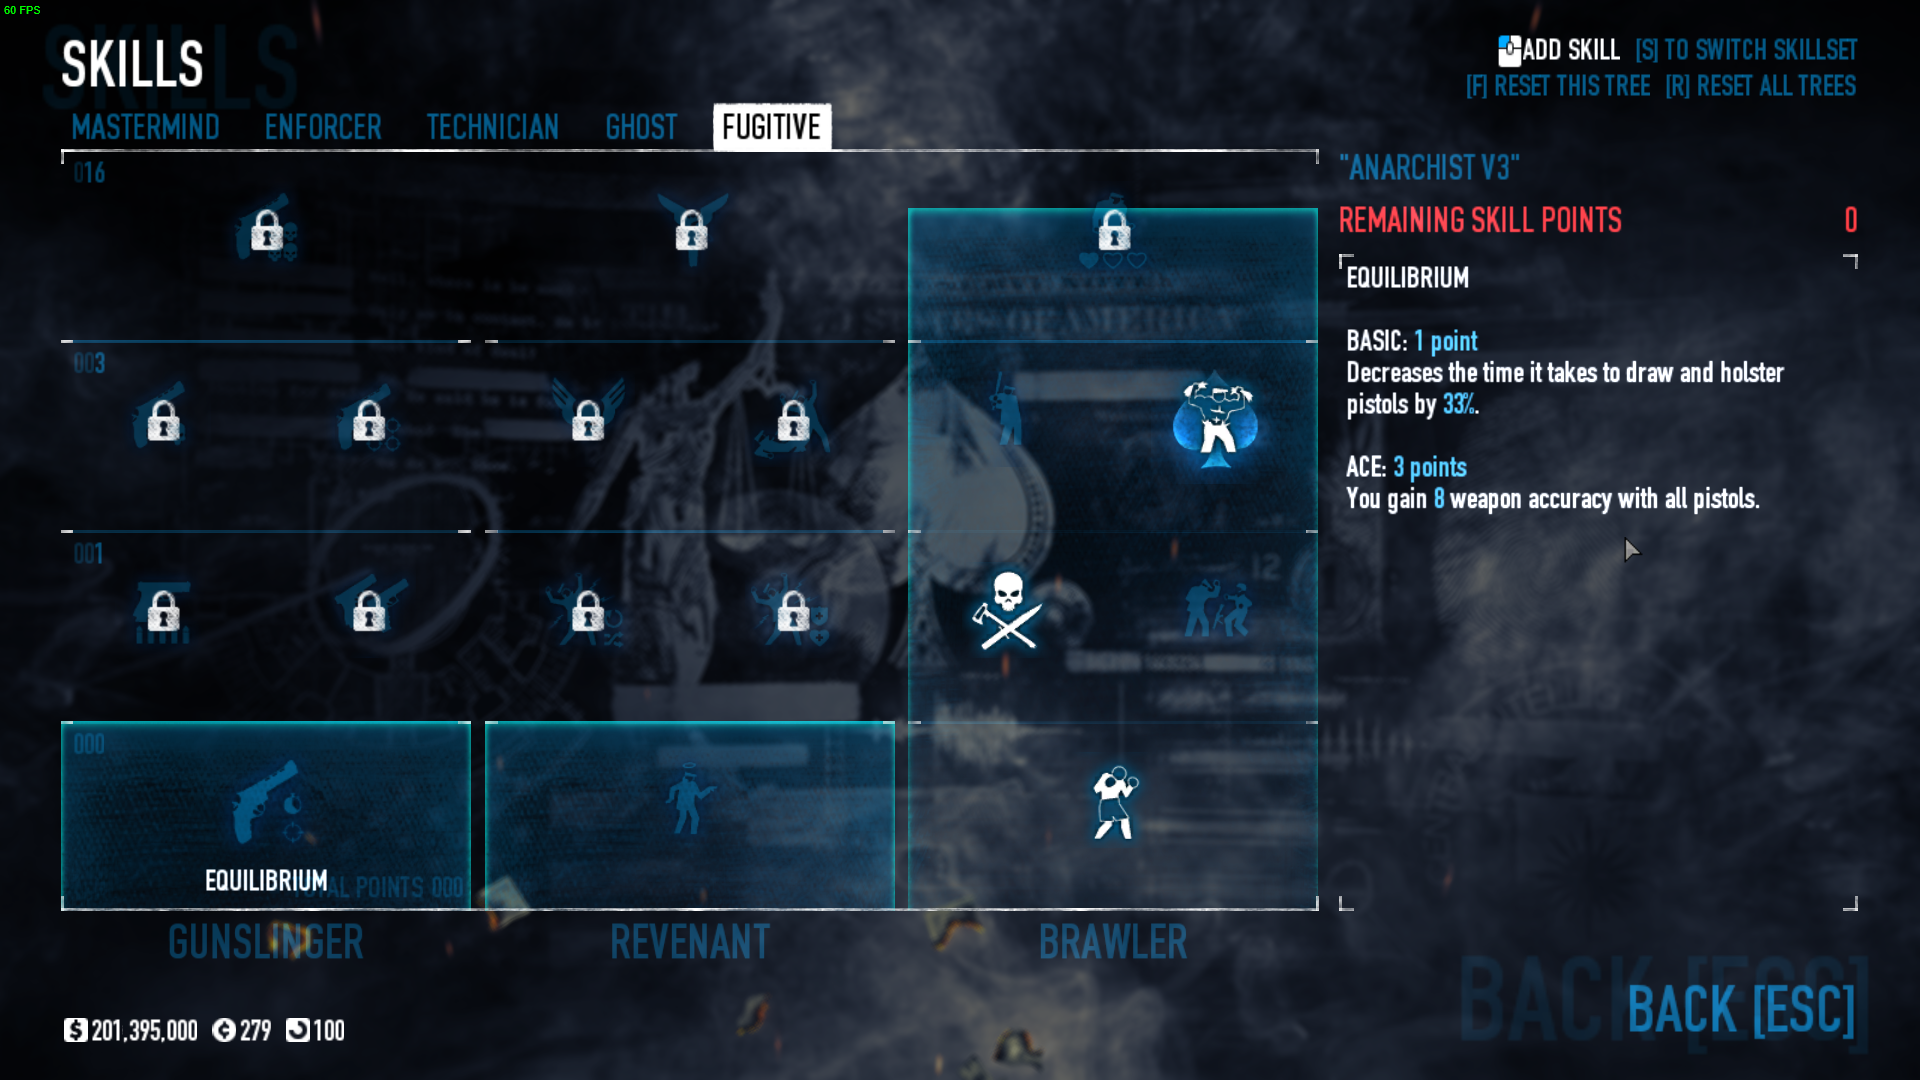 60 FPS
SKILLS
ADD SKILL [S] TO SWITCH SKILLSET
[F] RESET THIS TREE [R] RESET ALL TREES
MASTERMIND ENFORCER TECHNICIAN GHOST FUGITIVE
016
003
001
000
EQUILIBRIUM
TOTAL POINTS 000
GUNSLINGER REVENANT BRAWLER
"ANARCHIST V3"
REMAINING SKILL POINTS 0
EQUILIBRIUM
BASIC: 1 point
Decreases the time it takes to draw and holster
pistols by 33%.
ACE: 3 points
You gain 8 weapon accuracy with all pistols.
$ 201,395,000 279 100
BACK [ESC]